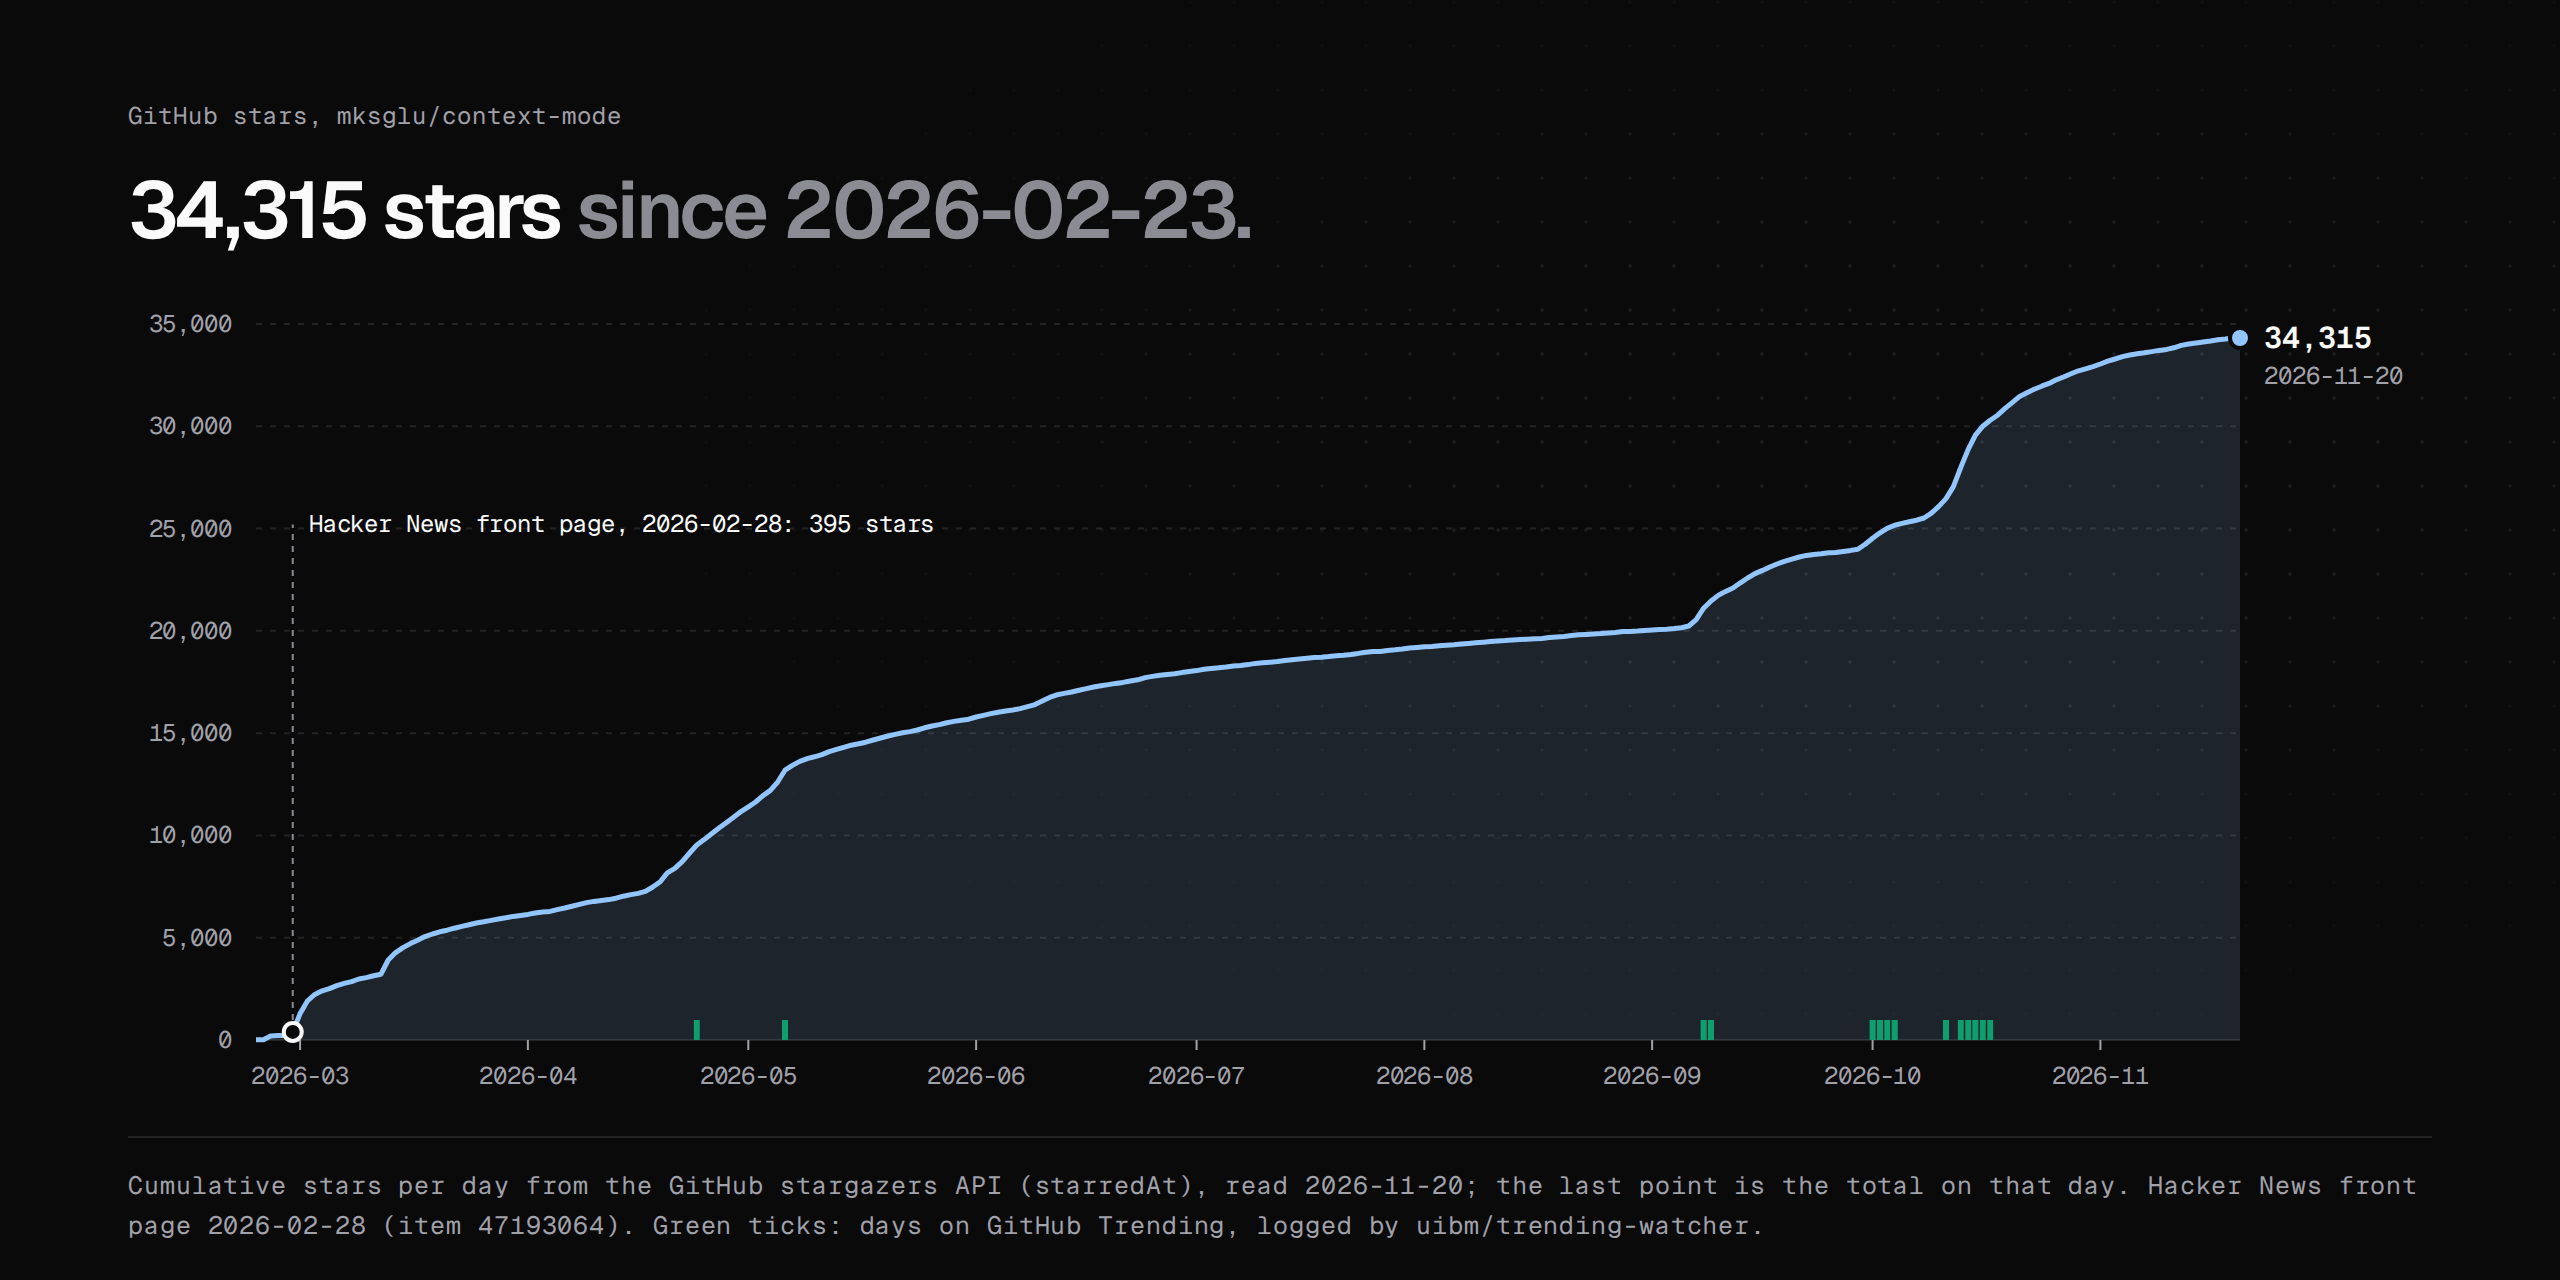 GitHub stars, mksglu/context-mode
34,315 stars since 2026-02-23.
35,000
34,315
2026-11-20
30,000
25,000
Hacker News front page, 2026-02-28: 395 stars
20,000
15,000
10,000
5,000
0
2026-03 2026-04 2026-05 2026-06 2026-07 2026-08 2026-09 2026-10 2026-11
Cumulative stars per day from the GitHub stargazers API (starredAt), read 2026-11-20; the last point is the total on that day. Hacker News front
page 2026-02-28 (item 47193064). Green ticks: days on GitHub Trending, logged by uibm/trending-watcher.